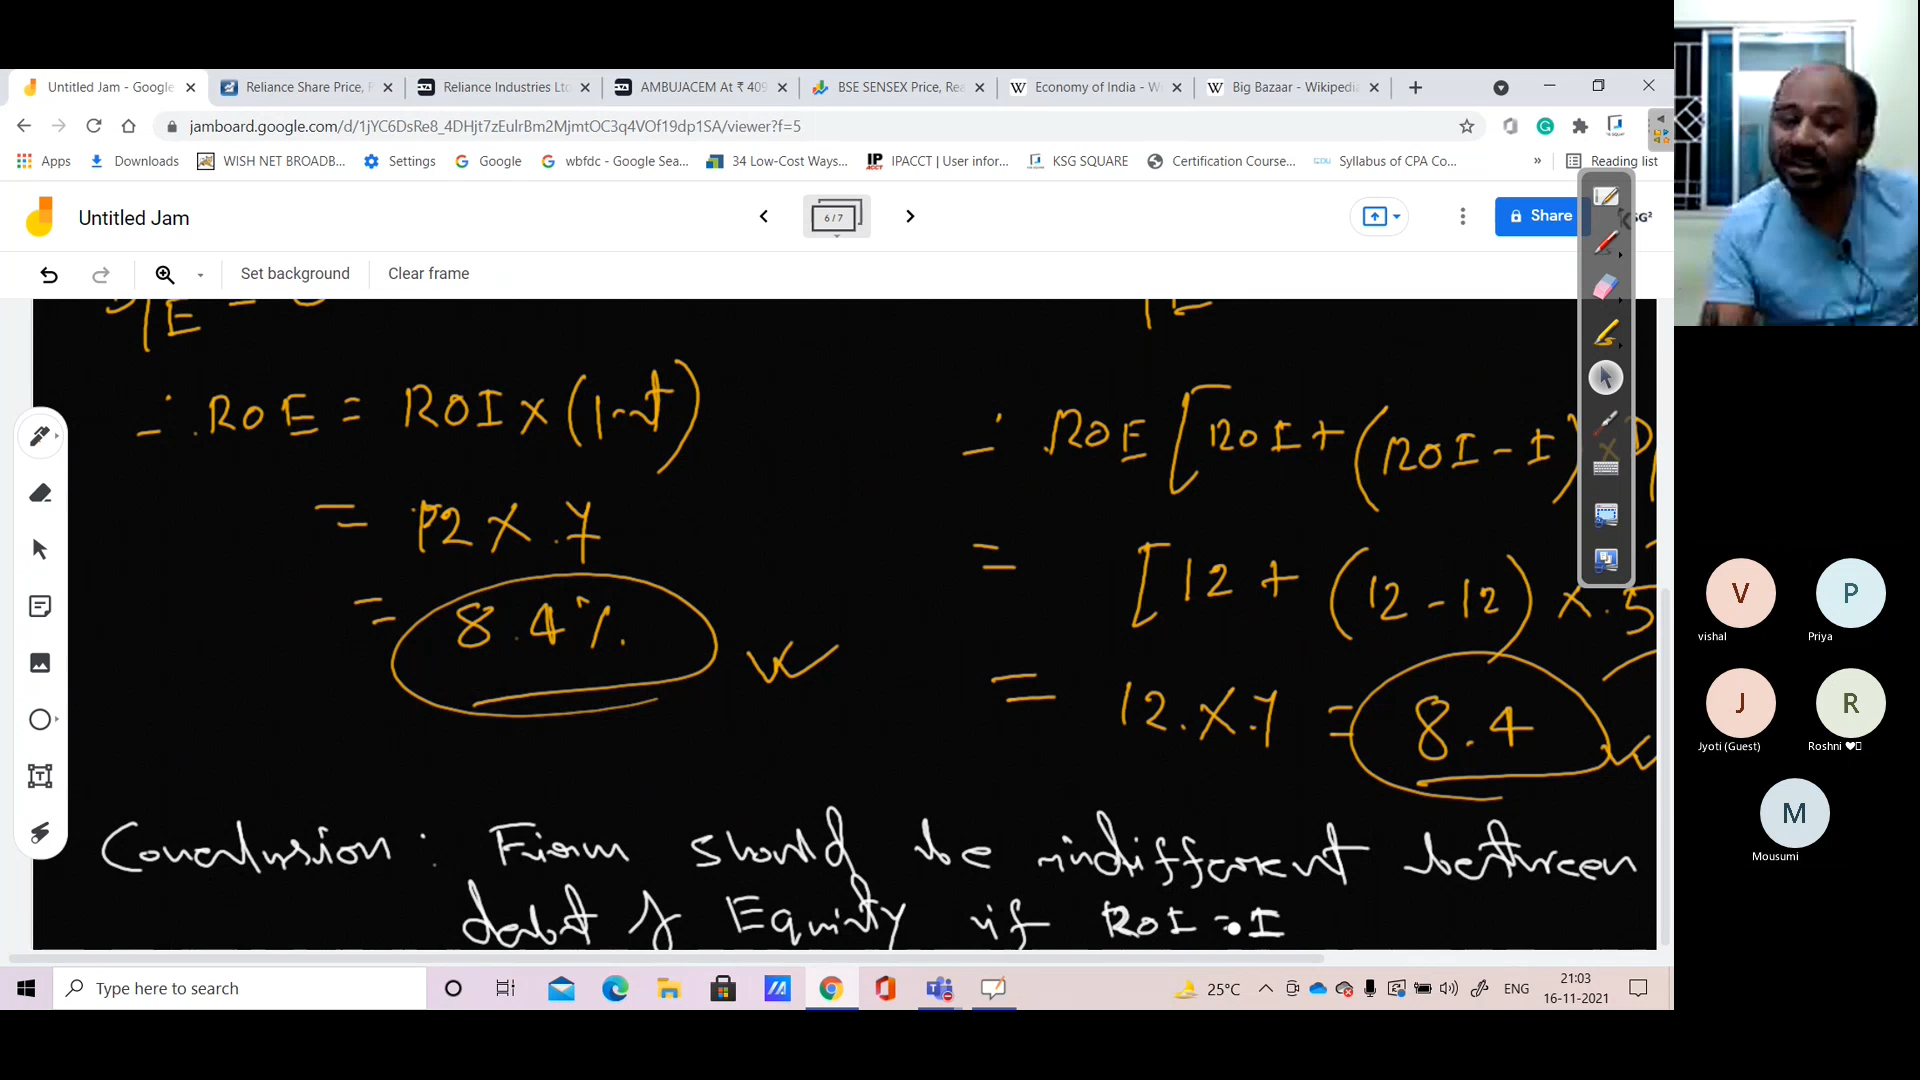 Untitled Jam - Google
Reliance Share Price, P
Reliance Industries Ltd
AMBUJACEM At ₹ 409
BSE SENSEX Price, Rea
Economy of India - W
Big Bazaar - Wikipedia
jamboard.google.com/d/1jYC6DsRe8_4DHjt7zEulrBm2MjmtOC3q4VOf19dp1SA/viewer?f=5
Apps
Downloads
WISH NET BROADB...
Settings
Google
wbfdc - Google Sea...
34 Low-Cost Ways...
IPACCT | User infor...
KSG SQUARE
Certification Course...
Syllabus of CPA Co...
»
Reading list
Untitled Jam
6 / 7
Share
Set background
Clear frame
∴ ROE = ROI X (1-t)
= 12 X .7
= 8.4%
∴ ROE [ROI + (ROI - I) X D/
= [12 + (12 - 12) X .5
= 12 X .7 = 8.4
Conclusion : Firm should be indifferent between
debt & Equity if ROI = I
V
vishal
P
Priya
J
Jyoti (Guest)
R
Roshni ❤
M
Mousumi
Type here to search
25°C
ENG
21:03
16-11-2021